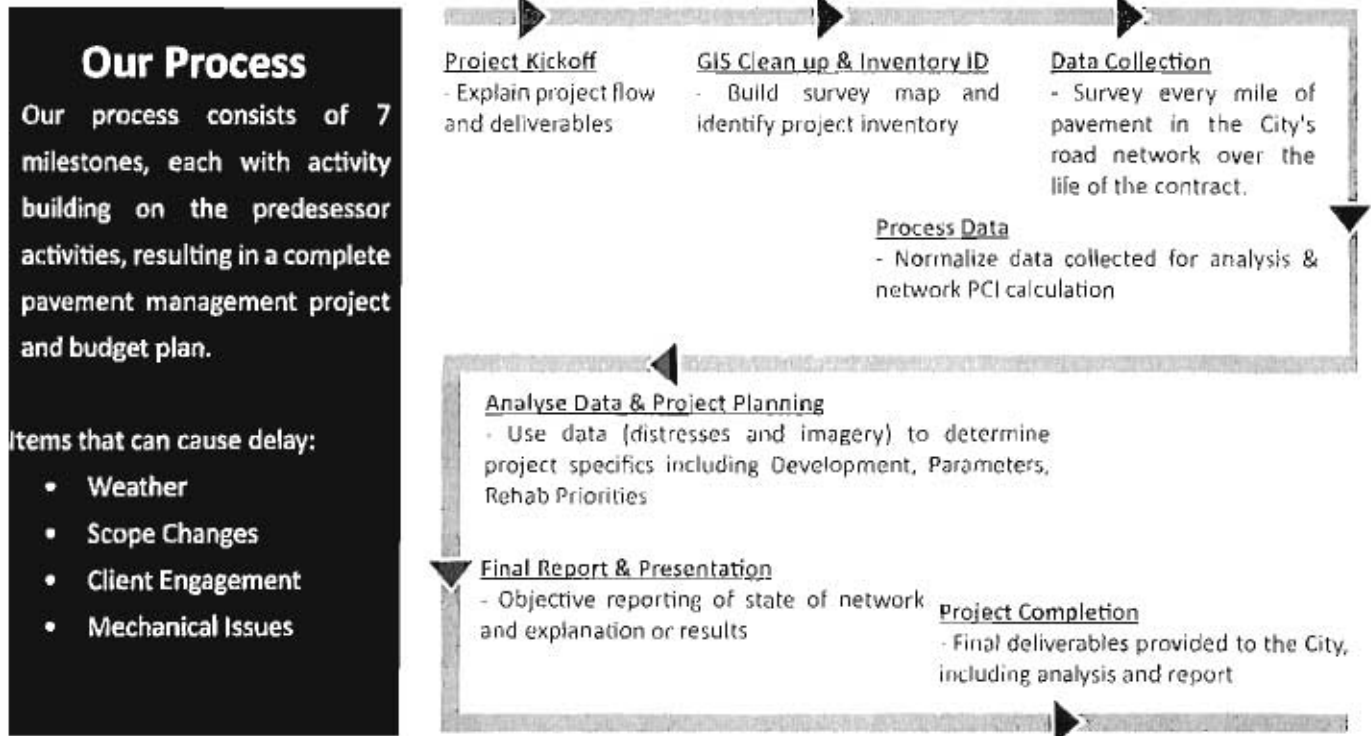 Our Process
Our process consists of 7
milestones, each with activity
building on the predesessor
activities, resulting in a complete
pavement management project
and budget plan.
Items that can cause delay:
• Weather
• Scope Changes
• Client Engagement
• Mechanical Issues
Project Kickoff
- Explain project flow
and deliverables
GIS Clean up & Inventory ID
- Build survey map and
identify project inventory
Data Collection
- Survey every mile of
pavement in the City's
road network over the
life of the contract.
Process Data
- Normalize data collected for analysis &
network PCI calculation
Analyse Data & Project Planning
- Use data (distresses and imagery) to determine
project specifics including Development, Parameters,
Rehab Priorities
Final Report & Presentation
- Objective reporting of state of network
and explanation or results
Project Completion
- Final deliverables provided to the City,
including analysis and report